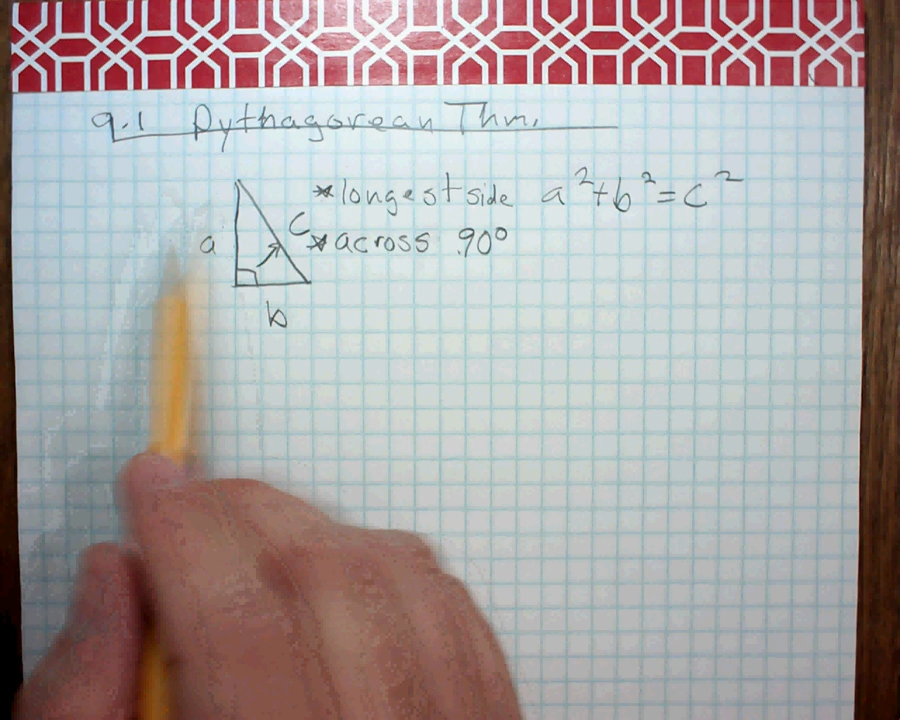 9.1 Pythagorean Thm.
*longest side a²+b²=c²
c
a *across 90°
b